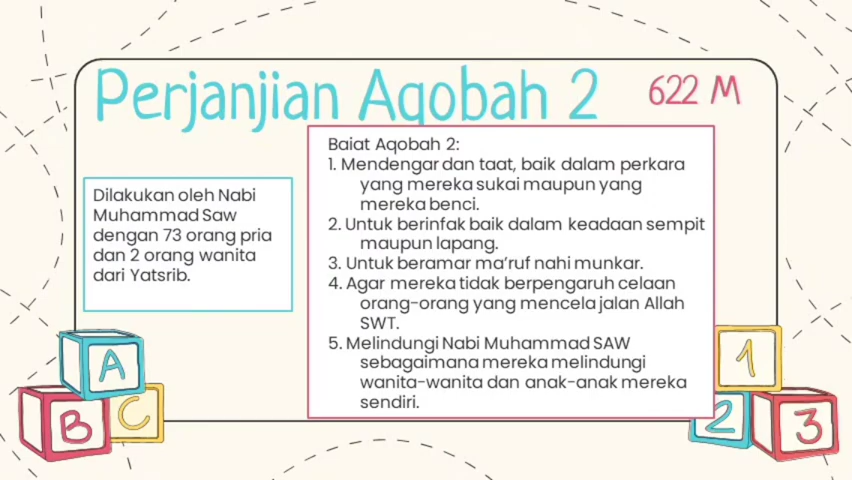 Perjanjian Aqobah 2
622 M
Dilakukan oleh Nabi
Muhammad Saw
dengan 73 orang pria
dan 2 orang wanita
dari Yatsrib.
Baiat Aqobah 2:
1. Mendengar dan taat, baik dalam perkara
yang mereka sukai maupun yang
mereka benci.
2. Untuk berinfak baik dalam keadaan sempit
maupun lapang.
3. Untuk beramar ma'ruf nahi munkar.
4. Agar mereka tidak berpengaruh celaan
orang-orang yang mencela jalan Allah
SWT.
5. Melindungi Nabi Muhammad SAW
sebagaimana mereka melindungi
wanita-wanita dan anak-anak mereka
sendiri.
A
B
C
1
2
3